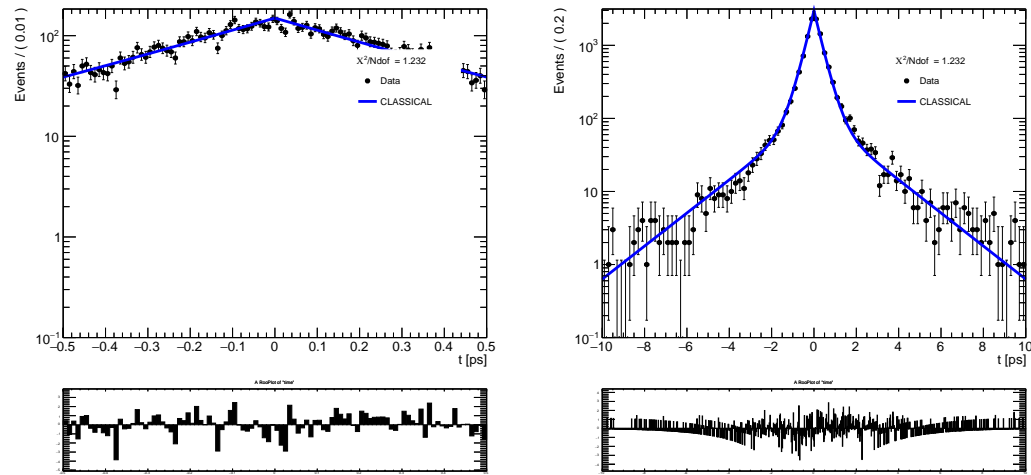 Events / ( 0.01 )
10²
10
1
10⁻¹
Χ²/Ndof = 1.232
Data
CLASSICAL
−0.5 −0.4 −0.3 −0.2 −0.1 0 0.1 0.2 0.3 0.4 0.5
t [ps]
A RooPlot of "time"
Events / ( 0.2 )
10³
10²
10
1
10⁻¹
Χ²/Ndof = 1.232
Data
CLASSICAL
−10 −8 −6 −4 −2 0 2 4 6 8 10
t [ps]
A RooPlot of "time"